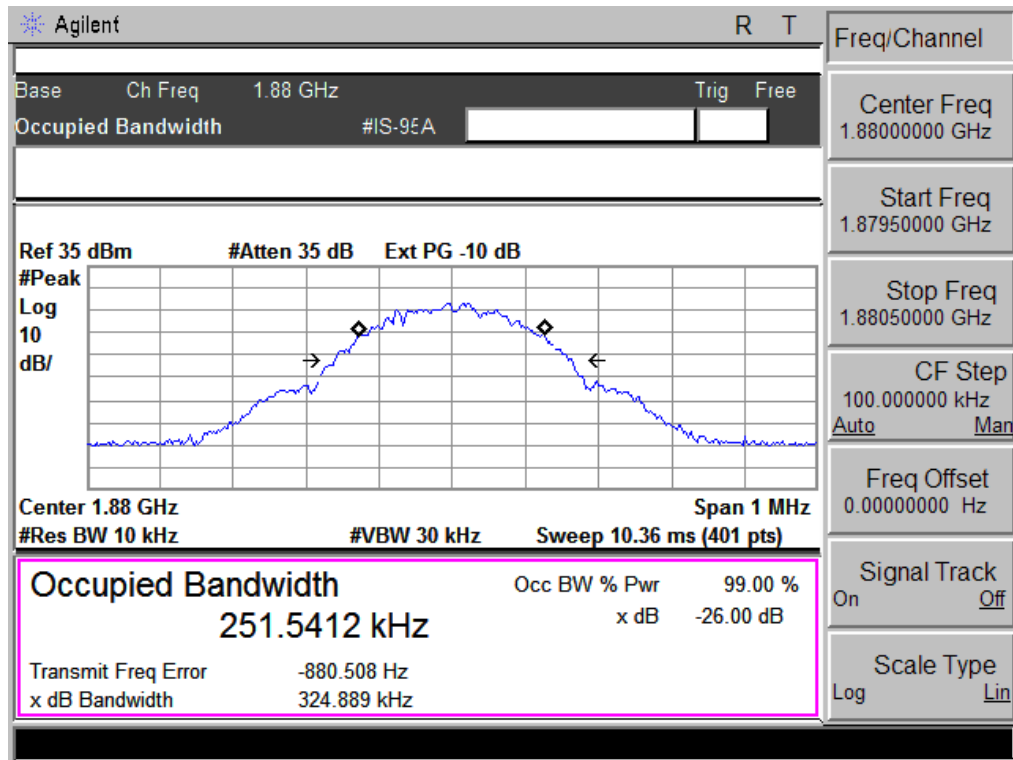 Agilent R T
Freq/Channel
Base Ch Freq 1.88 GHz Trig Free
Occupied Bandwidth #IS-95A
Center Freq
1.88000000 GHz
Start Freq
1.87950000 GHz
Stop Freq
1.88050000 GHz
CF Step
100.000000 kHz
Auto Man
Freq Offset
0.00000000 Hz
Signal Track
On Off
Scale Type
Log Lin
Ref 35 dBm #Atten 35 dB Ext PG -10 dB
#Peak
Log
10
dB/
Center 1.88 GHz Span 1 MHz
#Res BW 10 kHz #VBW 30 kHz Sweep 10.36 ms (401 pts)
Occupied Bandwidth Occ BW % Pwr 99.00 %
251.5412 kHz x dB -26.00 dB
Transmit Freq Error -880.508 Hz
x dB Bandwidth 324.889 kHz